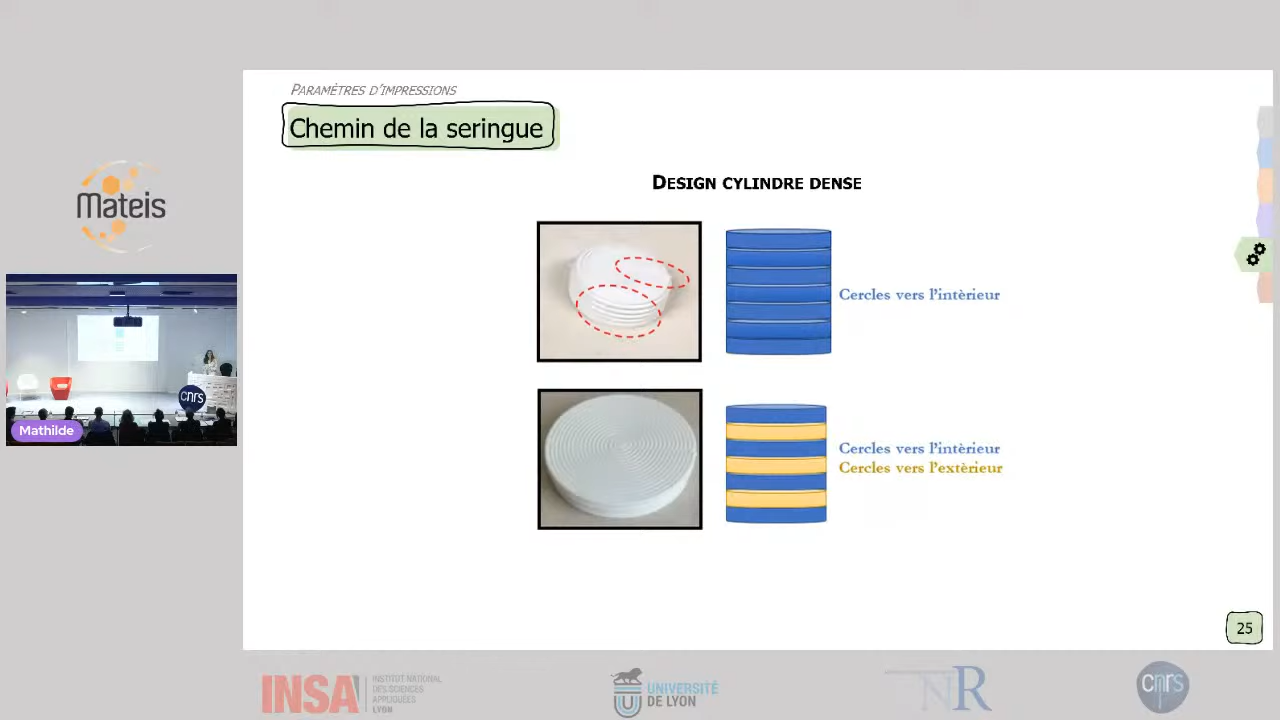 PARAMÈTRES D'IMPRESSIONS
Chemin de la seringue
DESIGN CYLINDRE DENSE
Cercles vers l'intèrieur
Cercles vers l'intèrieur
Cercles vers l'extèrieur
25
Mateis
cnrs
Mathilde
INSA
INSTITUT NATIONAL
DES SCIENCES
APPLIQUÉES
LYON
UNIVERSITÉ
DE LYON
cnrs